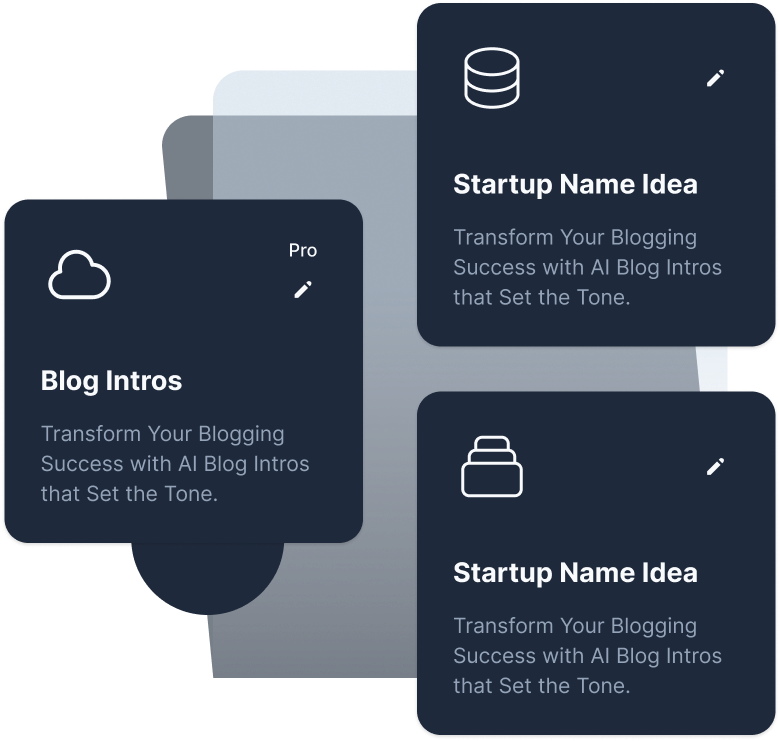 Startup Name Idea
Transform Your Blogging
Success with AI Blog Intros
that Set the Tone.
Pro
Blog Intros
Transform Your Blogging
Success with AI Blog Intros
that Set the Tone.
Startup Name Idea
Transform Your Blogging
Success with AI Blog Intros
that Set the Tone.